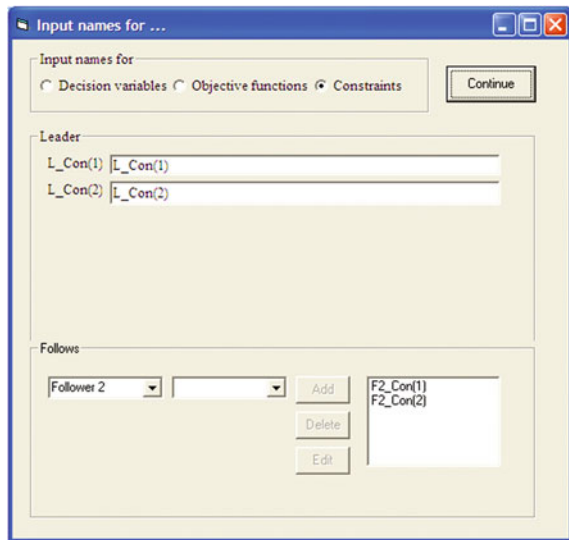 Input names for ...
Input names for
Decision variables Objective functions Constraints
Continue
Leader
L_Con(1) L_Con(1)
L_Con(2) L_Con(2)
Follows
Follower 2
Add
Delete
Edit
F2_Con(1)
F2_Con(2)